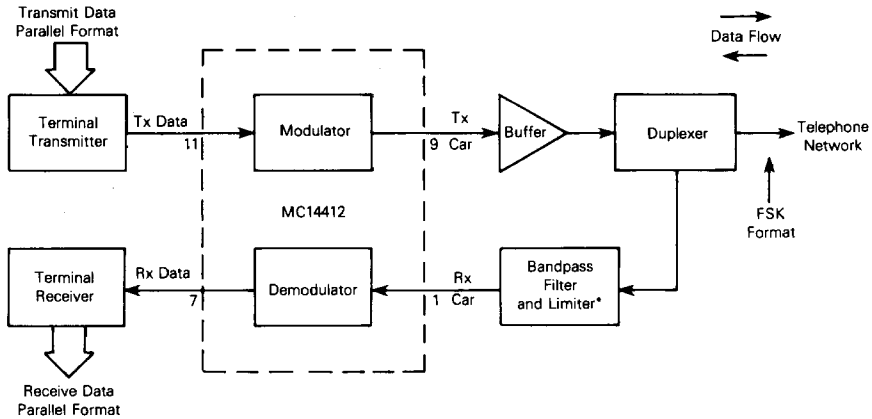 Transmit Data
Parallel Format
Data Flow
Terminal
Transmitter
Tx Data
11
Modulator
Tx
9 Car
Buffer
Duplexer
Telephone
Network
MC14412
FSK
Format
Terminal
Receiver
Rx Data
7
Demodulator
Rx
1 Car
Bandpass
Filter
and Limiter*
Receive Data
Parallel Format